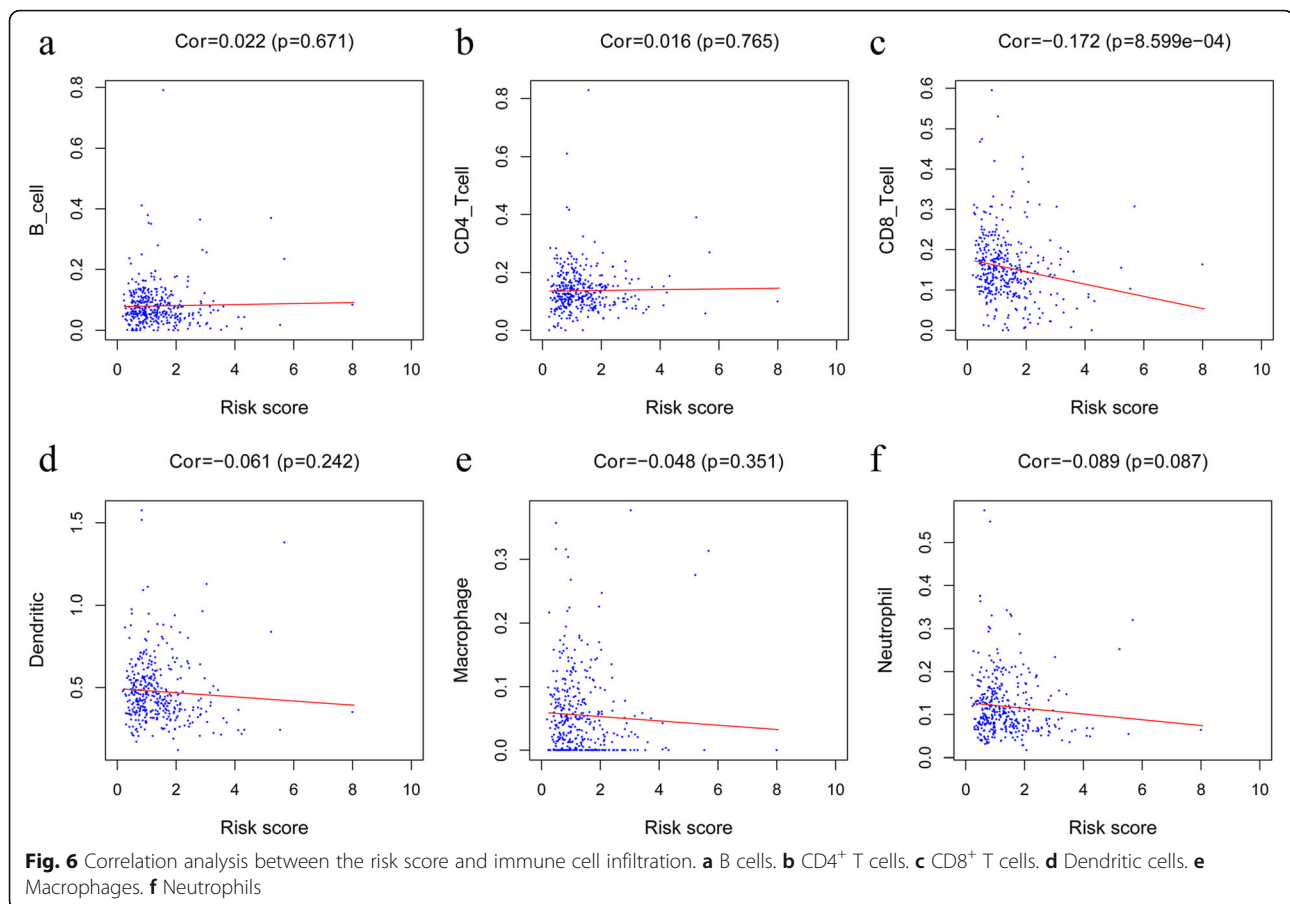 a
Cor=0.022 (p=0.671)
B_cell
0.0 0.2 0.4 0.6 0.8
0 2 4 6 8 10
Risk score
b
Cor=0.016 (p=0.765)
CD4_Tcell
0.0 0.2 0.4 0.6 0.8
0 2 4 6 8 10
Risk score
c
Cor=−0.172 (p=8.599e−04)
CD8_Tcell
0.0 0.1 0.2 0.3 0.4 0.5 0.6
0 2 4 6 8 10
Risk score
d
Cor=−0.061 (p=0.242)
Dendritic
0.5 1.0 1.5
0 2 4 6 8 10
Risk score
e
Cor=−0.048 (p=0.351)
Macrophage
0.0 0.1 0.2 0.3
0 2 4 6 8 10
Risk score
f
Cor=−0.089 (p=0.087)
Neutrophil
0.0 0.1 0.2 0.3 0.4 0.5
0 2 4 6 8 10
Risk score
Fig. 6 Correlation analysis between the risk score and immune cell infiltration. a B cells. b CD4⁺ T cells. c CD8⁺ T cells. d Dendritic cells. e
Macrophages. f Neutrophils